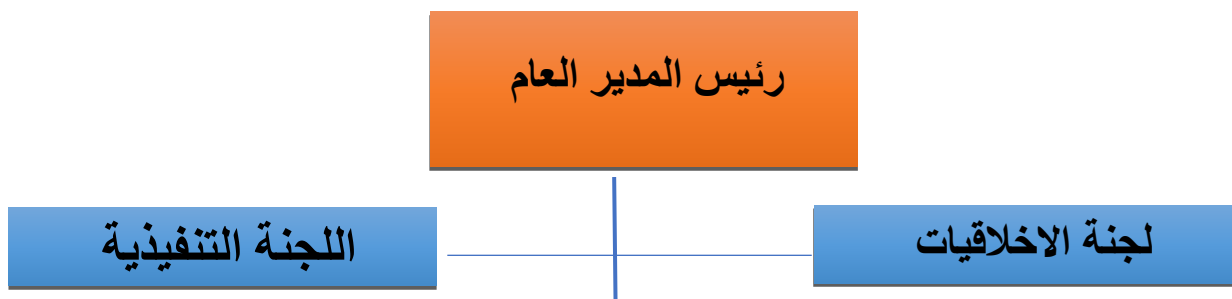 رئيس المدير العام
لجنة الاخلاقيات
اللجنة التنفيذية